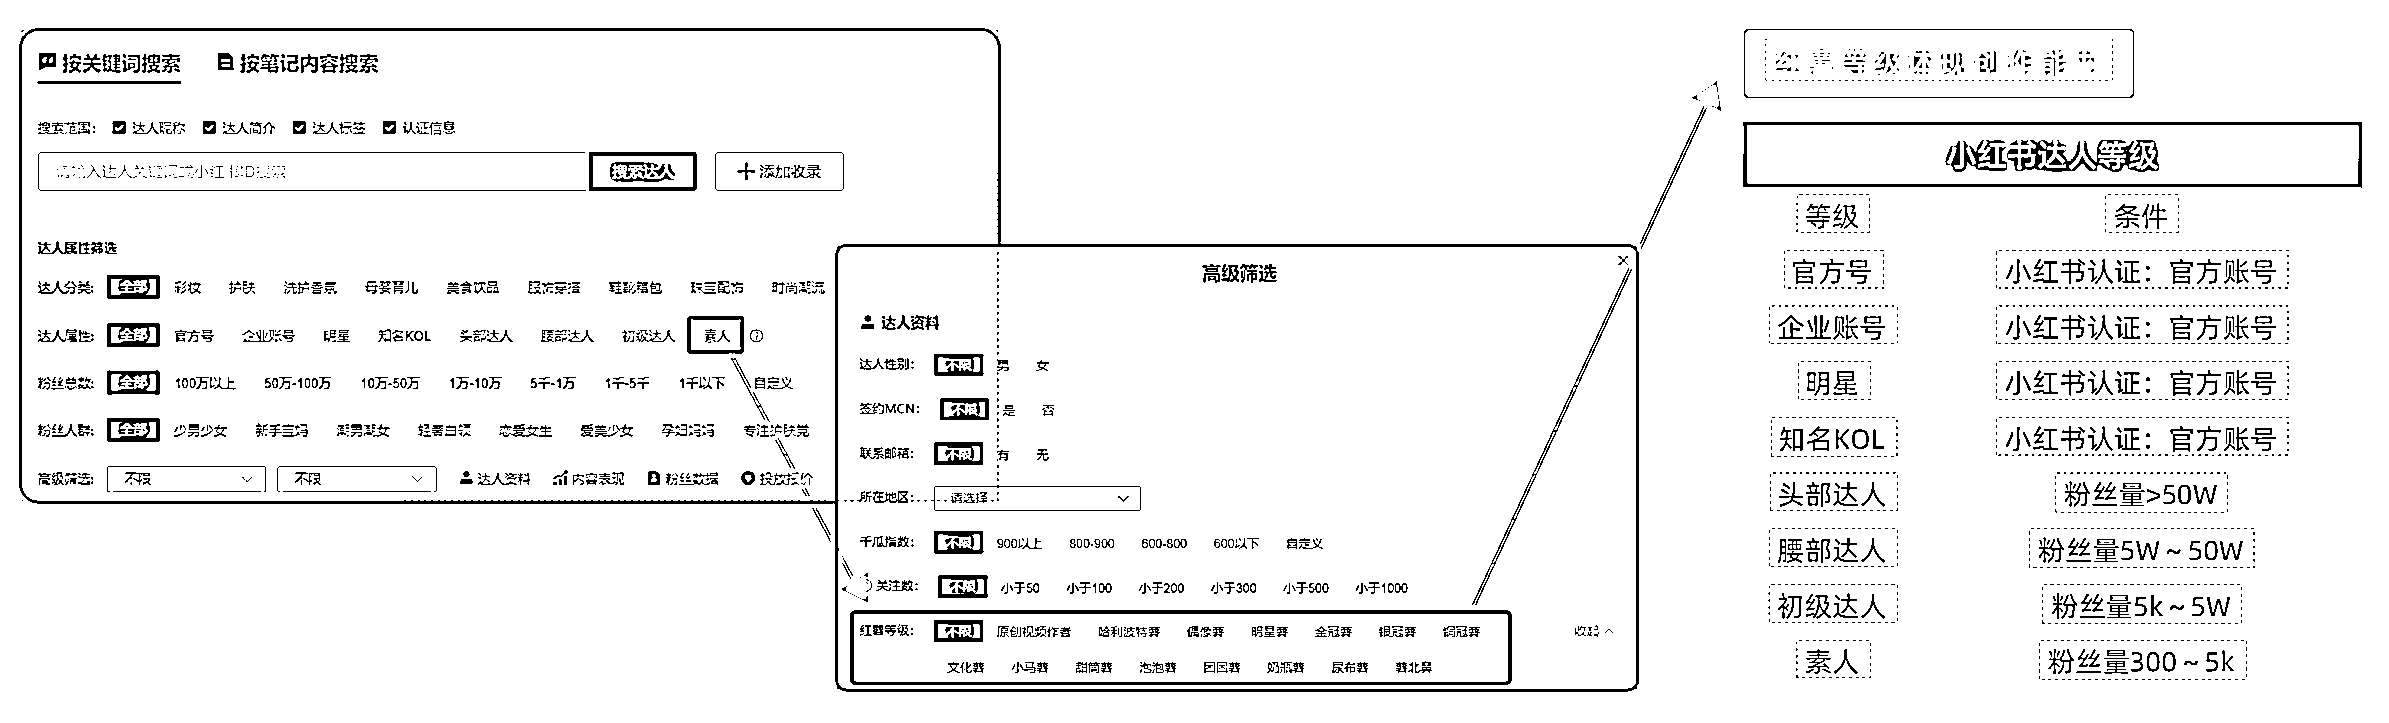 按关键词搜索 按笔记内容搜索
搜索范围: 达人昵称 达人简介 达人标签 认证信息
请输入达人关键词或小红书ID搜索 搜索达人 添加收录
达人属性筛选
达人分类: 全部 彩妆 护肤 洗护香氛 母婴育儿 美食饮品 服饰穿搭 鞋靴箱包 珠宝配饰 时尚潮流
达人属性: 全部 官方号 企业账号 明星 知名KOL 头部达人 腰部达人 初级达人 素人
粉丝总数: 全部 100万以上 50万-100万 10万-50万 1万-10万 5千-1万 1千-5千 1千以下 自定义
粉丝人群: 全部 少男少女 新手宝妈 潮男潮女 轻奢白领 恋爱女生 爱美少女 孕妇妈妈 专注护肤党
高级筛选: 不限 不限 达人资料 内容表现 粉丝数据 投放报价
高级筛选
达人资料
达人性别: 不限 男 女
签约MCN: 不限 是 否
联系邮箱: 不限 有 无
所在地区: 请选择
千瓜指数: 不限 900以上 800-900 600-800 600以下 自定义
关注数: 不限 小于50 小于100 小于200 小于300 小于500 小于1000
红薯等级: 不限 原创视频作者 哈利波特薯 偶像薯 明星薯 金冠薯 银冠薯 铜冠薯 收起
文化薯 小马薯 甜筒薯 泡泡薯 困困薯 奶瓶薯 尿布薯 薯北鼻
红薯等级体现创作能力
小红书达人等级
等级 条件
官方号 小红书认证：官方账号
企业账号 小红书认证：官方账号
明星 小红书认证：官方账号
知名KOL 小红书认证：官方账号
头部达人 粉丝量>50W
腰部达人 粉丝量5W～50W
初级达人 粉丝量5k～5W
素人 粉丝量300～5k